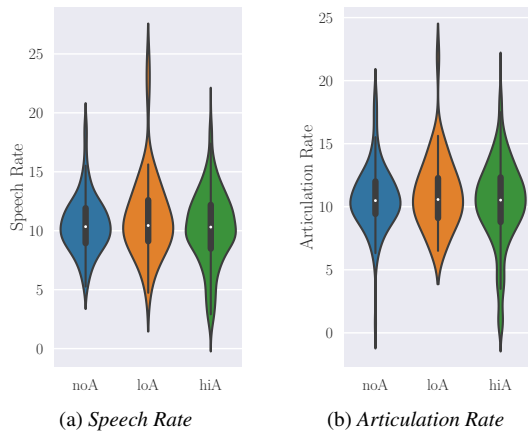 25
20
15
10
5
0
Speech Rate
noA loA hiA
(a) Speech Rate
25
20
15
10
5
0
Articulation Rate
noA loA hiA
(b) Articulation Rate